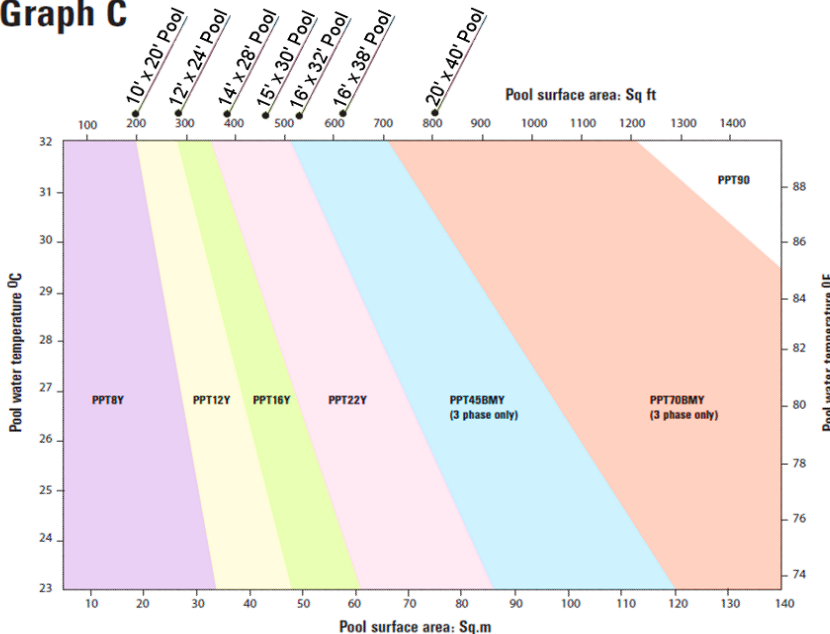 Graph C
10' x 20' Pool
12' x 24' Pool
14' x 28' Pool
15' x 30' Pool
16' x 32' Pool
16' x 38' Pool
20' x 40' Pool
Pool surface area: Sq ft
100 200 300 400 500 600 700 800 900 1000 1100 1200 1300 1400
32
31
30
29
28
27
26
25
24
23
Pool water temperature ⁰C
PPT8Y
PPT12Y
PPT16Y
PPT22Y
PPT45BMY
(3 phase only)
PPT70BMY
(3 phase only)
PPT90
88
86
84
82
80
78
76
74
Pool water temperature ⁰F
10 20 30 40 50 60 70 80 90 100 110 120 130 140
Pool surface area: Sq.m